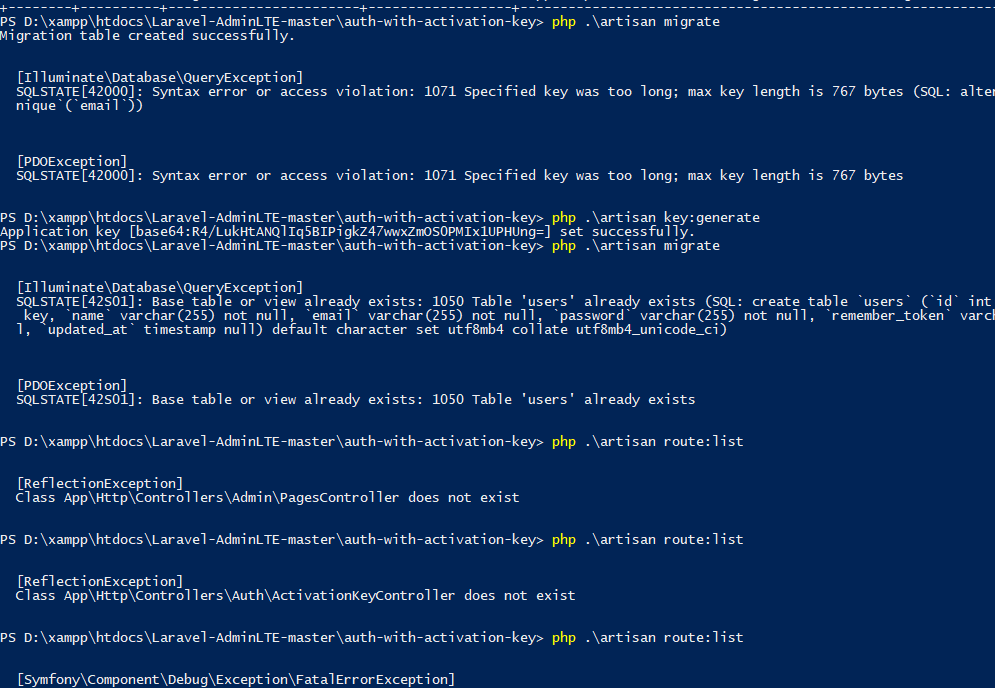 +--------+----------+------------------------+------------------+------------------------------------------------------------
PS D:\xampp\htdocs\Laravel-AdminLTE-master\auth-with-activation-key> php .\artisan migrate
Migration table created successfully.
[Illuminate\Database\QueryException]
SQLSTATE[42000]: Syntax error or access violation: 1071 Specified key was too long; max key length is 767 bytes (SQL: alter
nique`(`email`))
[PDOException]
SQLSTATE[42000]: Syntax error or access violation: 1071 Specified key was too long; max key length is 767 bytes
PS D:\xampp\htdocs\Laravel-AdminLTE-master\auth-with-activation-key> php .\artisan key:generate
Application key [base64:R4/LukHtANQlIq5BIPigkZ47wwxZmOSOPMIx1UPHUng=] set successfully.
PS D:\xampp\htdocs\Laravel-AdminLTE-master\auth-with-activation-key> php .\artisan migrate
[Illuminate\Database\QueryException]
SQLSTATE[42S01]: Base table or view already exists: 1050 Table 'users' already exists (SQL: create table `users` (`id` int
key, `name` varchar(255) not null, `email` varchar(255) not null, `password` varchar(255) not null, `remember_token` varch
l, `updated_at` timestamp null) default character set utf8mb4 collate utf8mb4_unicode_ci)
[PDOException]
SQLSTATE[42S01]: Base table or view already exists: 1050 Table 'users' already exists
PS D:\xampp\htdocs\Laravel-AdminLTE-master\auth-with-activation-key> php .\artisan route:list
[ReflectionException]
Class App\Http\Controllers\Admin\PagesController does not exist
PS D:\xampp\htdocs\Laravel-AdminLTE-master\auth-with-activation-key> php .\artisan route:list
[ReflectionException]
Class App\Http\Controllers\Auth\ActivationKeyController does not exist
PS D:\xampp\htdocs\Laravel-AdminLTE-master\auth-with-activation-key> php .\artisan route:list
[Symfony\Component\Debug\Exception\FatalErrorException]